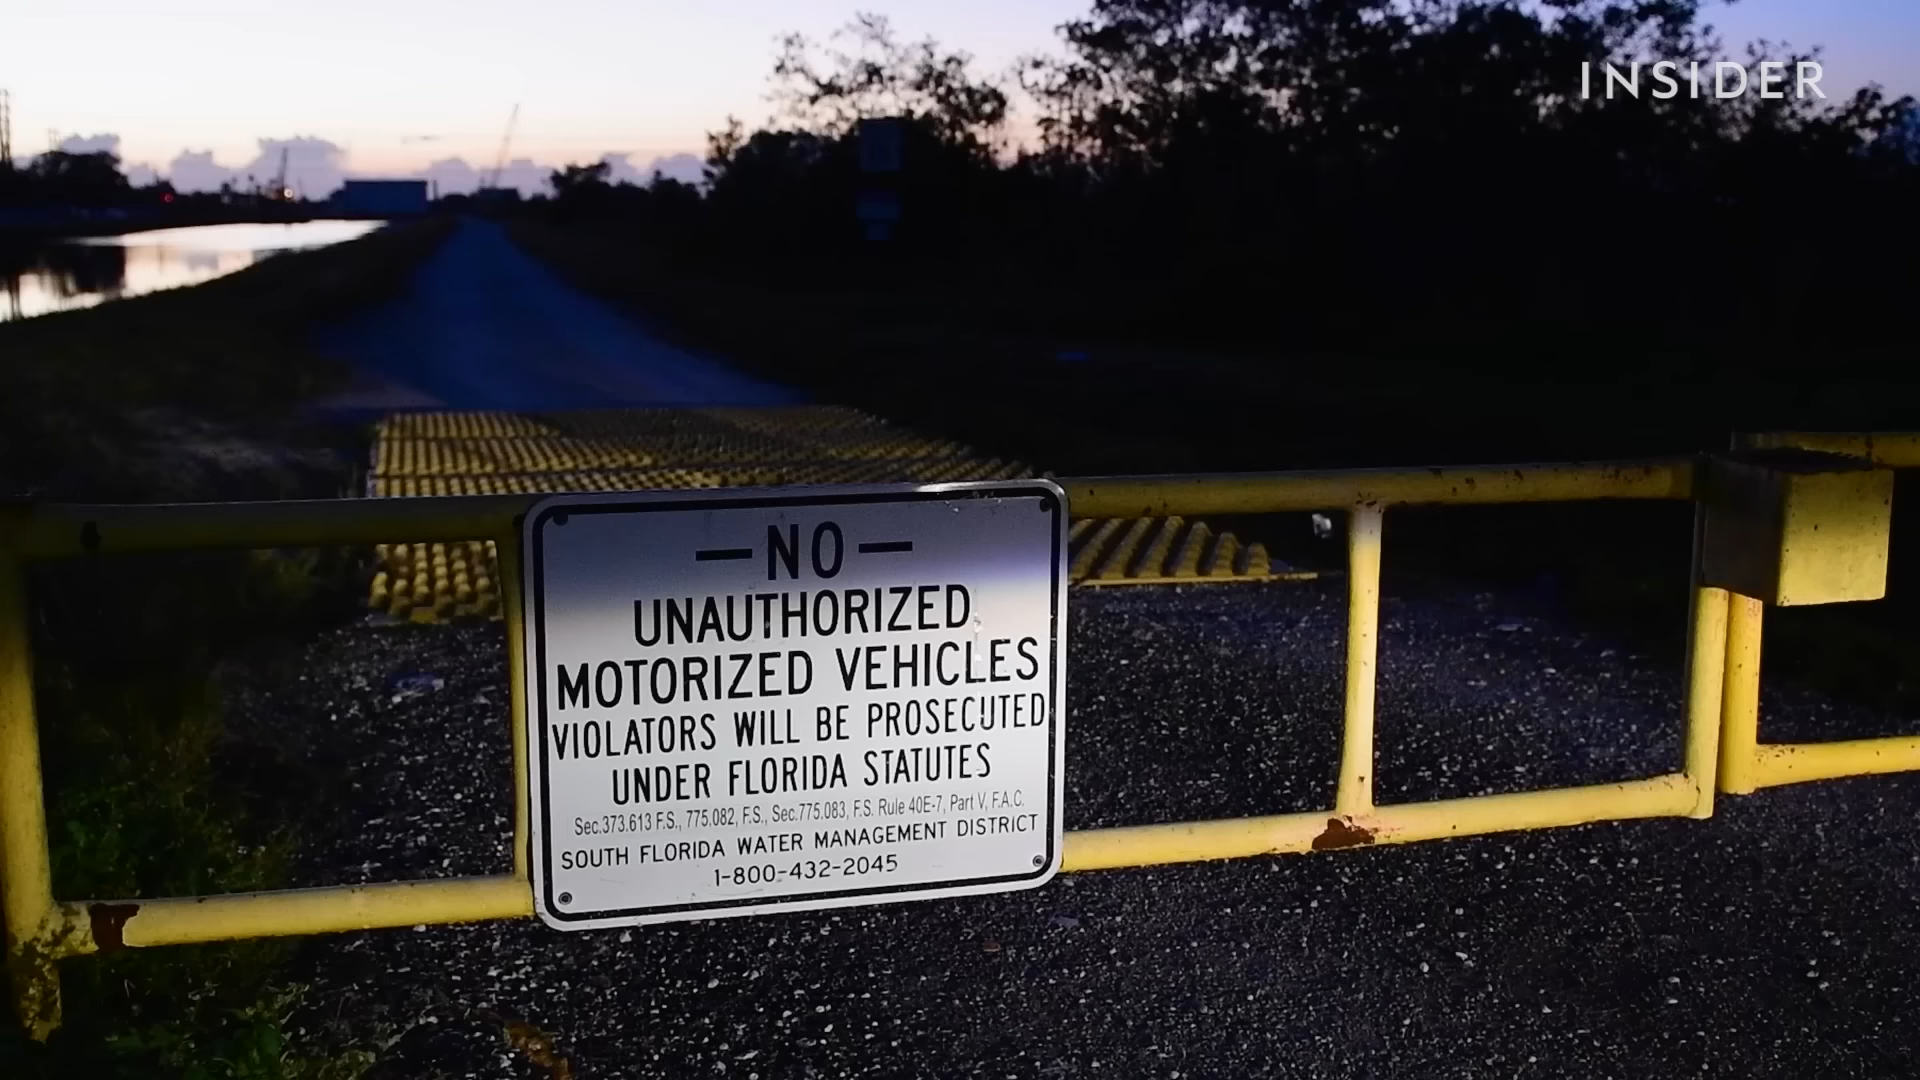 INSIDER
—NO—
UNAUTHORIZED
MOTORIZED VEHICLES
VIOLATORS WILL BE PROSECUTED
UNDER FLORIDA STATUTES
Sec.373.613 F.S., 775.082, F.S., Sec.775.083, F.S. Rule 40E-7, Part V, F.A.C.
SOUTH FLORIDA WATER MANAGEMENT DISTRICT
1-800-432-2045